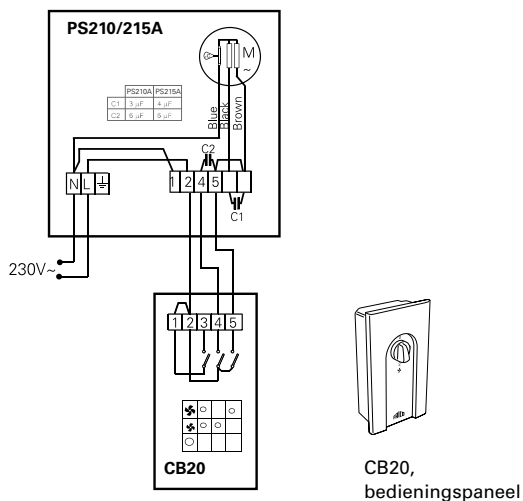 PS210/215A
M
~
PS210A PS215A
C1 3 µF 4 µF
C2 6 µF 6 µF
Blue
Black
Brown
C2
N L 1 2 4 5
C1
230V~
1 2 3 4 5
CB20
CB20,
bedieningspaneel